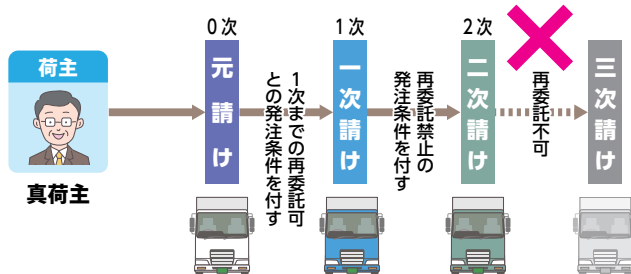 荷主
真荷主
0次
元請け
1次までの再委託可
との発注条件を付す
1次
一次請け
再委託禁止の
発注条件を付す
2次
二次請け
再委託不可
三次請け